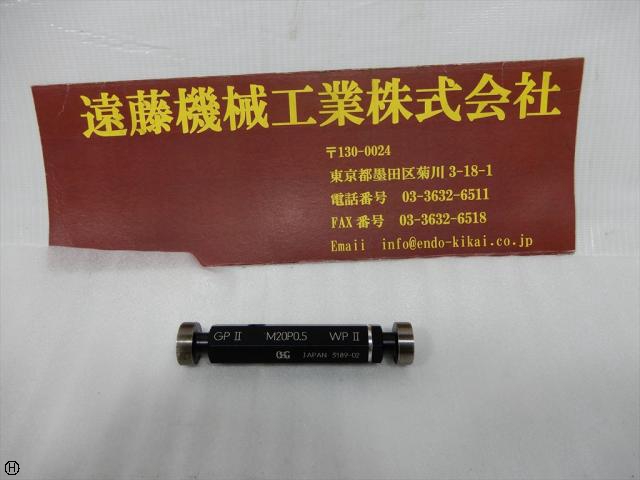 遠藤機械工業株式会社
〒130-0024
東京都墨田区菊川 3-18-1
電話番号 03-3632-6511
FAX 番号 03-3632-6518
Email info@endo-kikai.co.jp
GP II M20P0.5 WP II
OSG JAPAN 5189-02
H